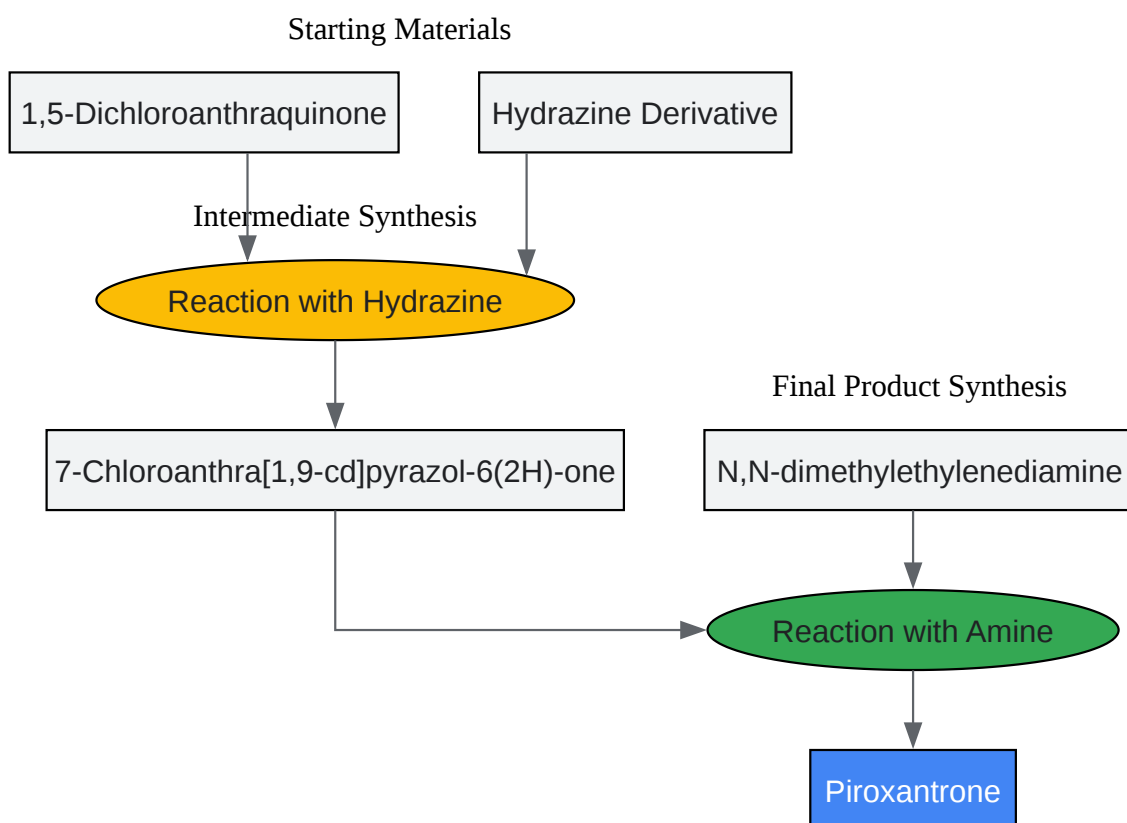 Starting Materials
1,5-Dichloroanthraquinone
Hydrazine Derivative
Intermediate Synthesis
Reaction with Hydrazine
Final Product Synthesis
7-Chloroanthra[1,9-cd]pyrazol-6(2H)-one
N,N-dimethylethylenediamine
Reaction with Amine
Piroxantrone